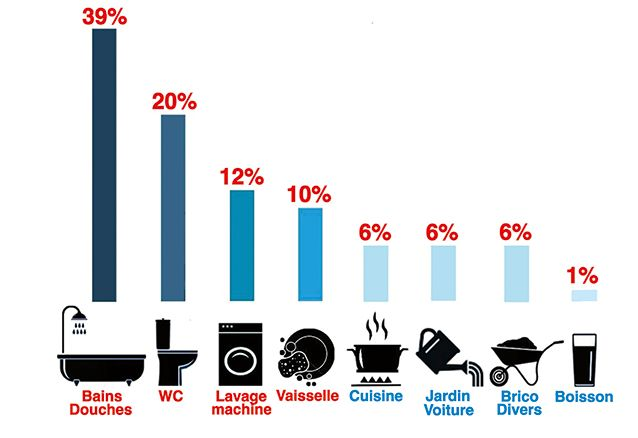 39%
20%
12%
10%
6%
6%
6%
1%
Bains
Douches
WC
Lavage
machine
Vaisselle
Cuisine
Jardin
Voiture
Brico
Divers
Boisson